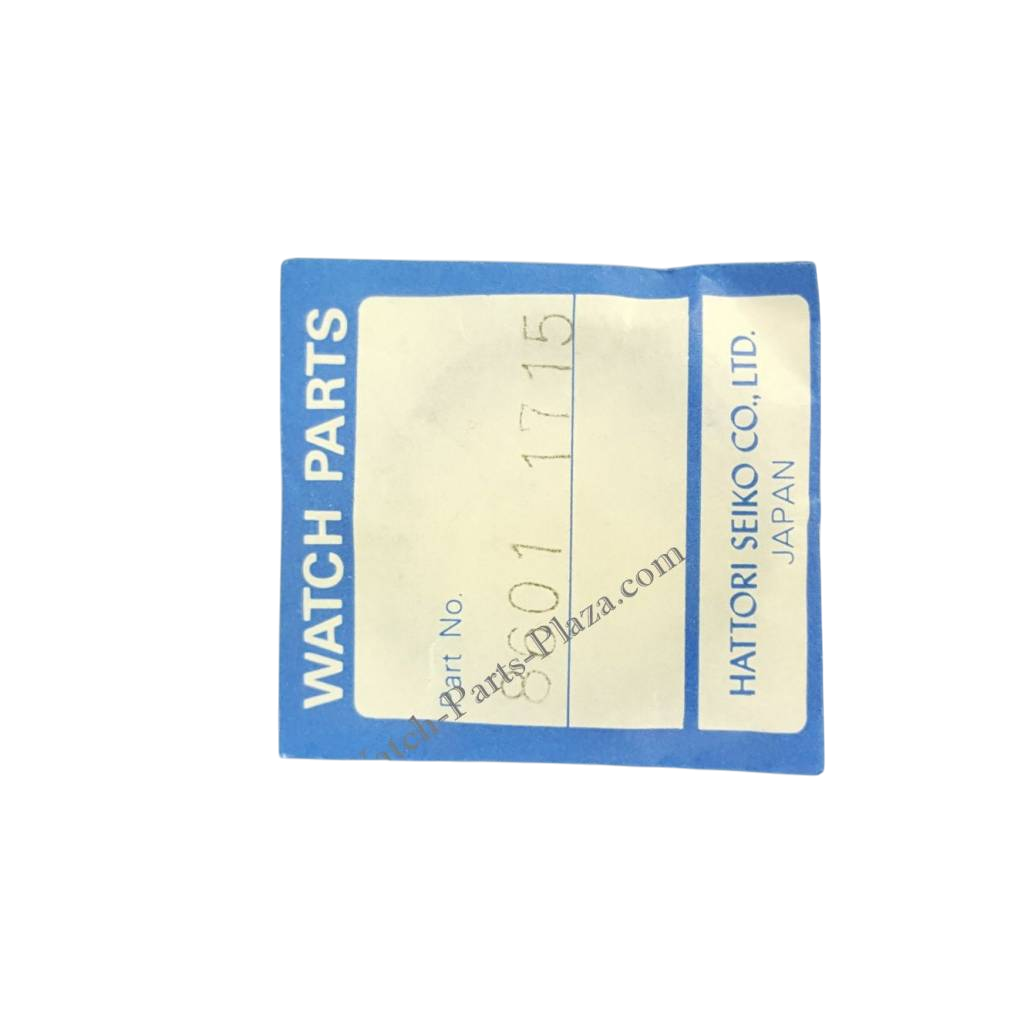 WATCH PARTS
Part No.
8601 1715
HATTORI SEIKO CO., LTD.
JAPAN
Watch-Parts-Plaza.com